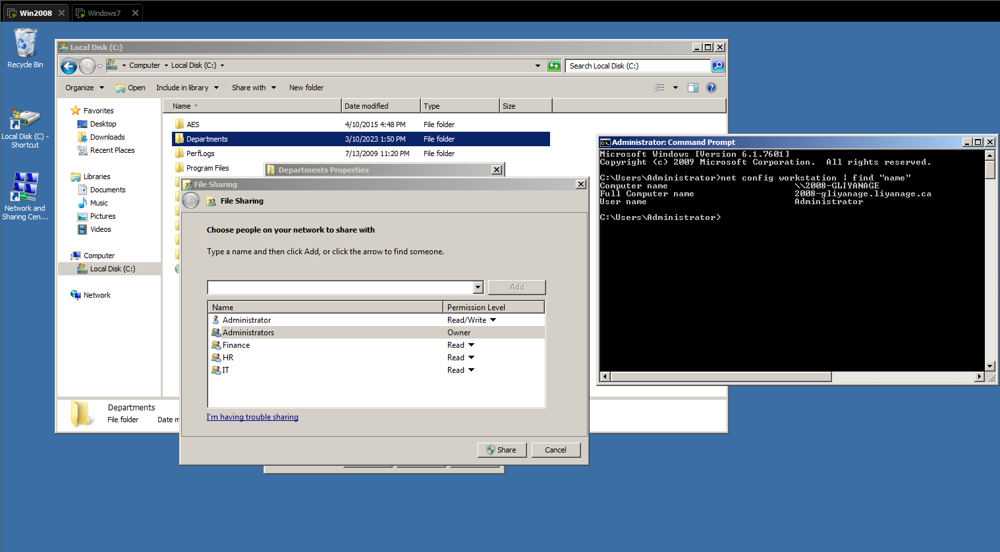 Win2008
Windows7
Recycle Bin
Local Disk (C) -
Shortcut
Network and
Sharing Cen...
Local Disk (C:)
Computer
Local Disk (C:)
Search Local Disk (C:)
Organize
Open
Include in library
Share with
New folder
Favorites
Desktop
Downloads
Recent Places
Libraries
Documents
Music
Pictures
Videos
Computer
Local Disk (C:)
Network
Name
Date modified
Type
Size
AES
4/10/2015 4:48 PM
File folder
Departments
3/10/2023 1:50 PM
File folder
PerfLogs
7/13/2009 11:20 PM
File folder
Program Files
Departments
File folder
Date m
Departments Properties
File Sharing
File Sharing
Choose people on your network to share with
Type a name and then click Add, or click the arrow to find someone.
Add
Name
Permission Level
Administrator
Read/Write
Administrators
Owner
Finance
Read
HR
Read
IT
Read
I'm having trouble sharing
Share
Cancel
Administrator: Command Prompt
Microsoft Windows [Version 6.1.7601]
Copyright (c) 2009 Microsoft Corporation.  All rights reserved.
C:\Users\Administrator>net config workstation | find "name"
Computer name                        \\2008-GLIYANAGE
Full Computer name                   2008-gliyanage.liyanage.ca
User name                            Administrator
C:\Users\Administrator>